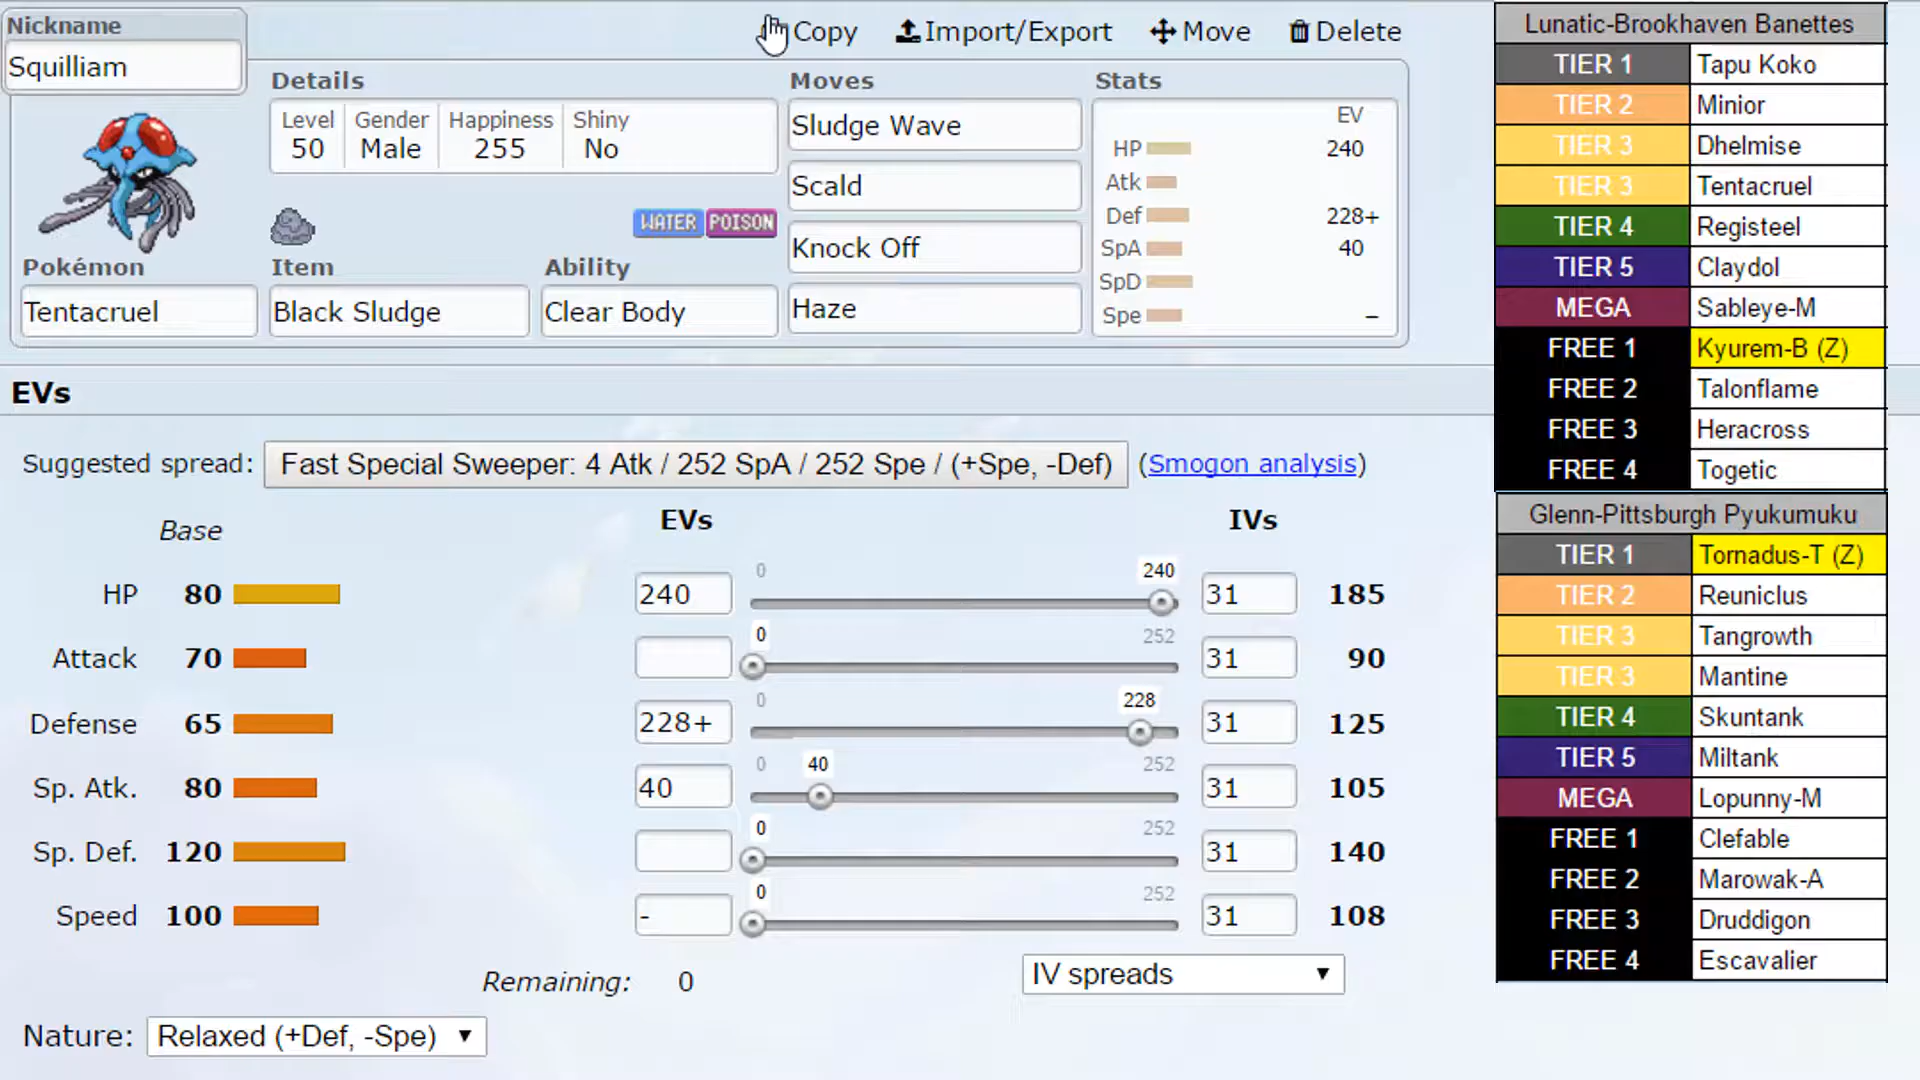 Nickname
Squilliam
Copy
Import/Export
Move
Delete
Details
Level
50
Gender
Male
Happiness
255
Shiny
No
WATER
POISON
Pokémon
Tentacruel
Item
Black Sludge
Ability
Clear Body
Moves
Sludge Wave
Scald
Knock Off
Haze
Stats
EV
HP 240
Atk
Def 228+
SpA 40
SpD
Spe –
EVs
Suggested spread: Fast Special Sweeper: 4 Atk / 252 SpA / 252 Spe / (+Spe, -Def) (Smogon analysis)
Base EVs IVs
0 240
HP 80 240 31 185
0 252
Attack 70 31 90
0 228
Defense 65 228+ 31 125
0 40 252
Sp. Atk. 80 40 31 105
0 252
Sp. Def. 120 31 140
0 252
Speed 100 - 31 108
Remaining: 0
IV spreads
Nature: Relaxed (+Def, -Spe)
Lunatic-Brookhaven Banettes
TIER 1 Tapu Koko
TIER 2 Minior
TIER 3 Dhelmise
TIER 3 Tentacruel
TIER 4 Registeel
TIER 5 Claydol
MEGA Sableye-M
FREE 1 Kyurem-B (Z)
FREE 2 Talonflame
FREE 3 Heracross
FREE 4 Togetic
Glenn-Pittsburgh Pyukumuku
TIER 1 Tornadus-T (Z)
TIER 2 Reuniclus
TIER 3 Tangrowth
TIER 3 Mantine
TIER 4 Skuntank
TIER 5 Miltank
MEGA Lopunny-M
FREE 1 Clefable
FREE 2 Marowak-A
FREE 3 Druddigon
FREE 4 Escavalier